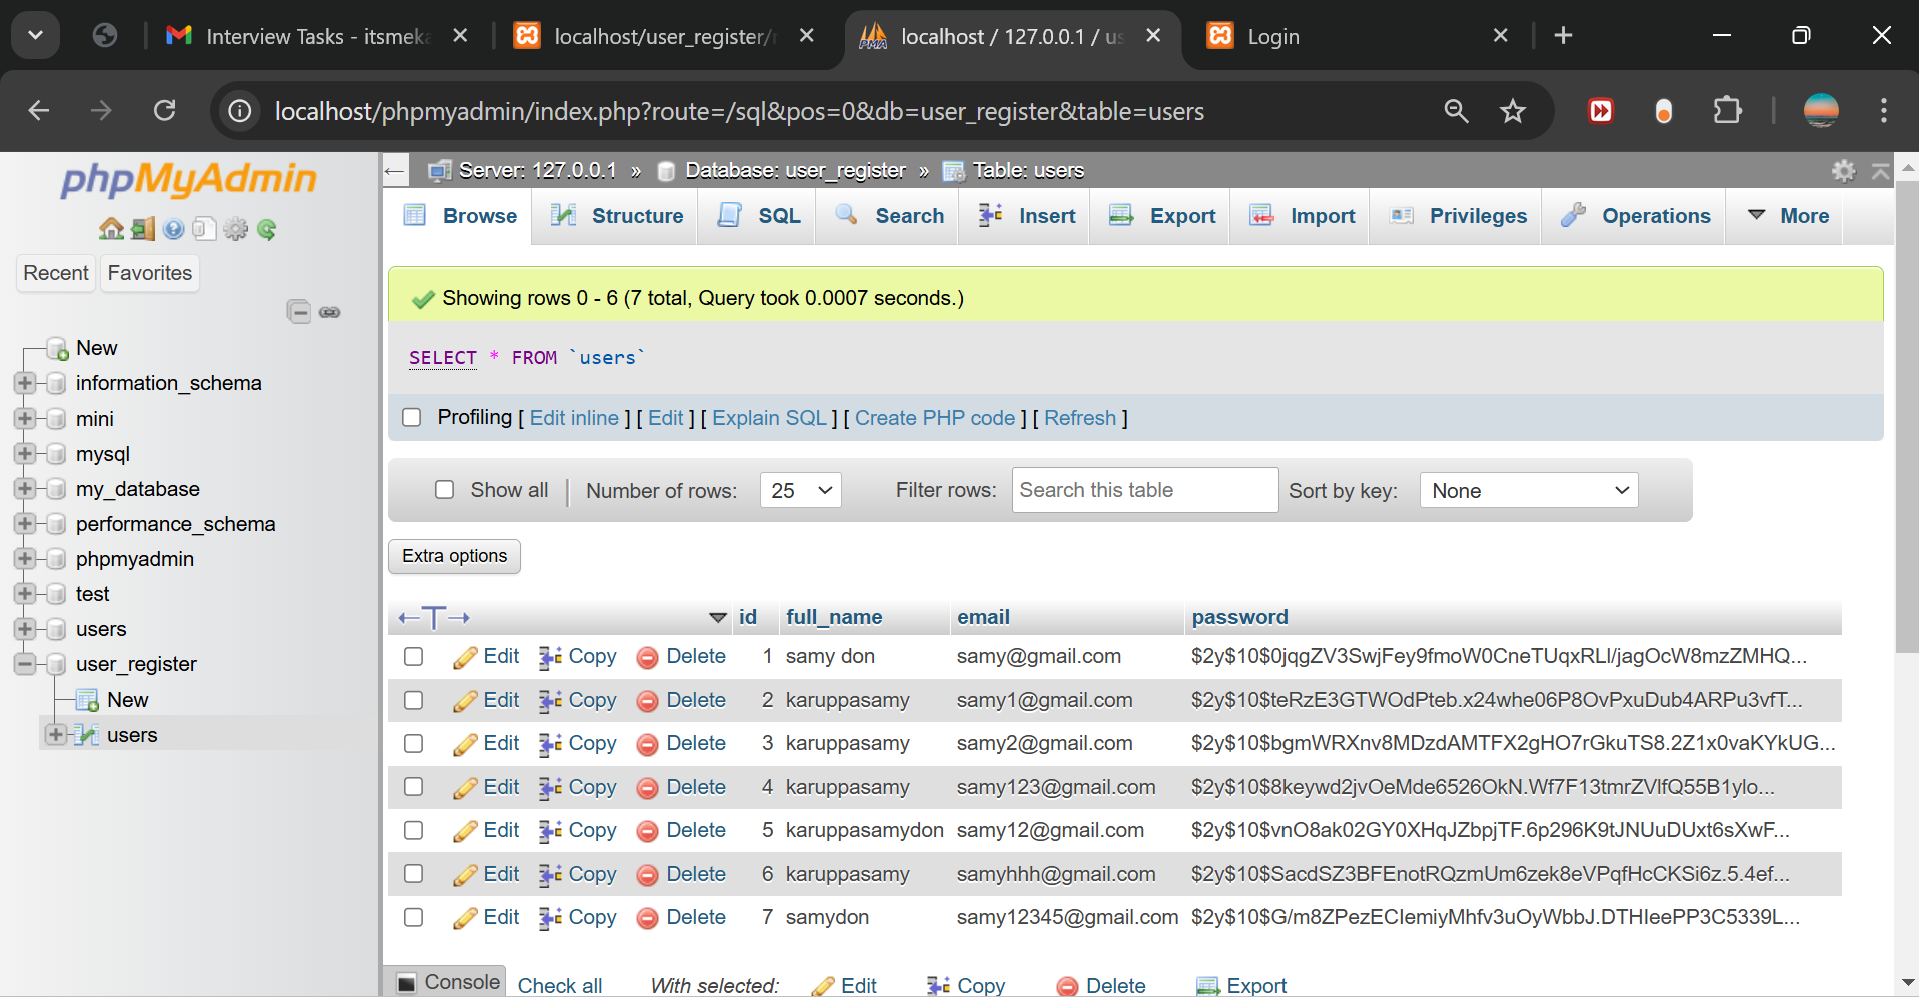 Interview Tasks - itsmeka
localhost/user_register/r
localhost / 127.0.0.1 / us
Login
localhost/phpmyadmin/index.php?route=/sql&pos=0&db=user_register&table=users
phpMyAdmin
Recent
Favorites
New
information_schema
mini
mysql
my_database
performance_schema
phpmyadmin
test
users
user_register
New
users
Server: 127.0.0.1 » Database: user_register » Table: users
Browse Structure SQL Search Insert Export Import Privileges Operations More
Showing rows 0 - 6 (7 total, Query took 0.0007 seconds.)
SELECT * FROM `users`
Profiling [ Edit inline ] [ Edit ] [ Explain SQL ] [ Create PHP code ] [ Refresh ]
Show all Number of rows: 25 Filter rows: Search this table Sort by key: None
Extra options
id full_name email password
Edit Copy Delete 1 samy don samy@gmail.com $2y$10$0jqgZV3SwjFey9fmoW0CneTUqxRLl/jagOcW8mzZMHQ...
Edit Copy Delete 2 karuppasamy samy1@gmail.com $2y$10$teRzE3GTWOdPteb.x24whe06P8OvPxuDub4ARPu3vfT...
Edit Copy Delete 3 karuppasamy samy2@gmail.com $2y$10$bgmWRXnv8MDzdAMTFX2gHO7rGkuTS8.2Z1x0vaKYkUG...
Edit Copy Delete 4 karuppasamy samy123@gmail.com $2y$10$8keywd2jvOeMde6526OkN.Wf7F13tmrZVlfQ55B1ylo...
Edit Copy Delete 5 karuppasamydon samy12@gmail.com $2y$10$vnO8ak02GY0XHqJZbpjTF.6p296K9tJNUuDUxt6sXwF...
Edit Copy Delete 6 karuppasamy samyhhh@gmail.com $2y$10$SacdSZ3BFEnotRQzmUm6zek8eVPqfHcCKSi6z.5.4ef...
Edit Copy Delete 7 samydon samy12345@gmail.com $2y$10$G/m8ZPezEClemiyMhfv3uOyWbbJ.DTHleePP3C5339L...
Console Check all With selected: Edit Copy Delete Export